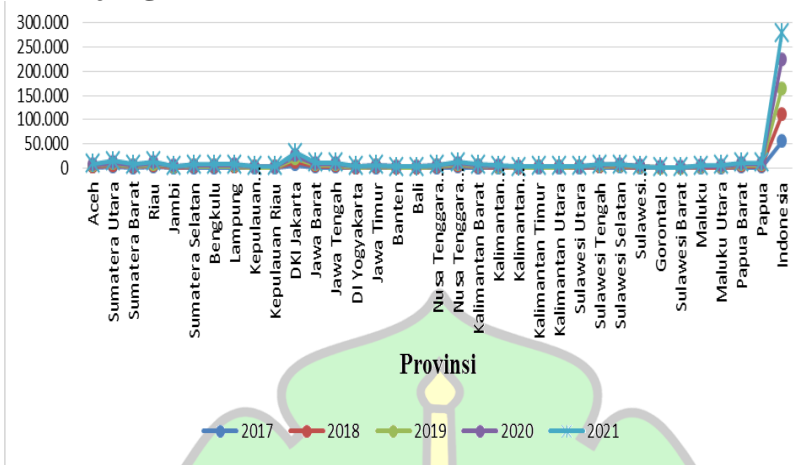 300.000
250.000
200.000
150.000
100.000
50.000
0
Aceh
Sumatera Utara
Sumatera Barat
Riau
Jambi
Sumatera Selatan
Bengkulu
Lampung
Kepulauan...
Kepulauan Riau
DKI Jakarta
Jawa Barat
Jawa Tengah
DI Yogyakarta
Jawa Timur
Banten
Bali
Nusa Tenggara...
Nusa Tenggara...
Kalimantan Barat
Kalimantan...
Kalimantan...
Kalimantan Timur
Kalimantan Utara
Sulawesi Utara
Sulawesi Tengah
Sulawesi Selatan
Sulawesi...
Gorontalo
Sulawesi Barat
Maluku
Maluku Utara
Papua Barat
Papua
Indonesia
Provinsi
2017 2018 2019 2020 2021